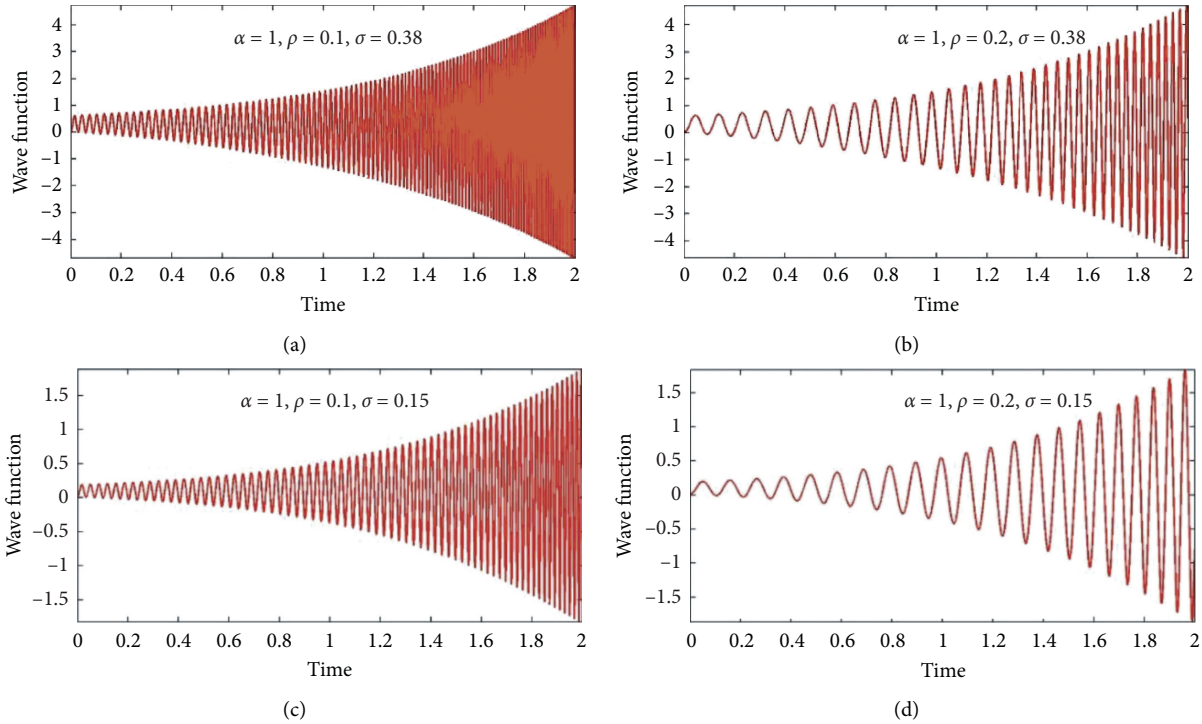 4
3
2
1
0
−1
−2
−3
−4
Wave function
α = 1, ρ = 0.1, σ = 0.38
0 0.2 0.4 0.6 0.8 1 1.2 1.4 1.6 1.8 2
Time
(a)
4
3
2
1
0
−1
−2
−3
−4
Wave function
α = 1, ρ = 0.2, σ = 0.38
0 0.2 0.4 0.6 0.8 1 1.2 1.4 1.6 1.8 2
Time
(b)
1.5
1
0.5
0
−0.5
−1
−1.5
Wave function
α = 1, ρ = 0.1, σ = 0.15
0 0.2 0.4 0.6 0.8 1 1.2 1.4 1.6 1.8 2
Time
(c)
1.5
1
0.5
0
−0.5
−1
−1.5
Wave function
α = 1, ρ = 0.2, σ = 0.15
0 0.2 0.4 0.6 0.8 1 1.2 1.4 1.6 1.8 2
Time
(d)